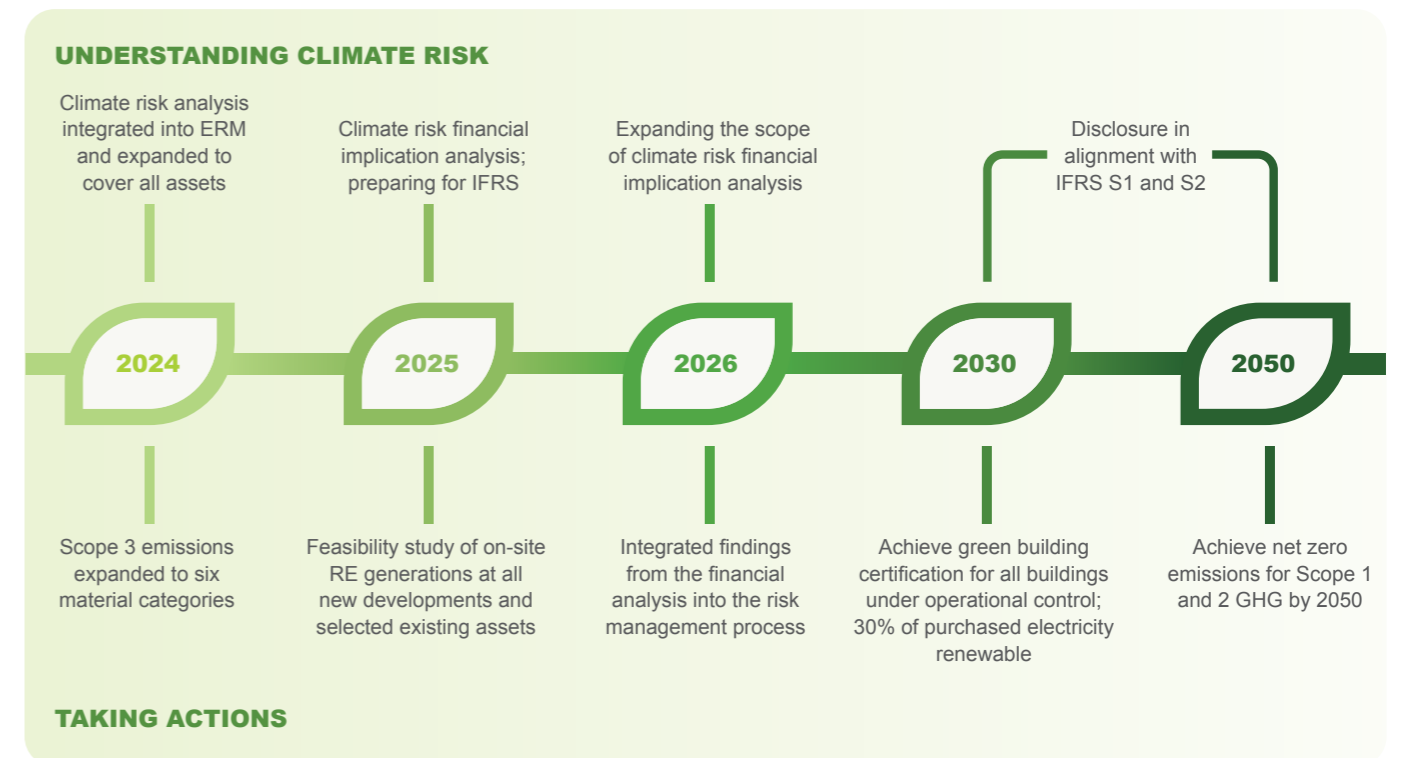 UNDERSTANDING CLIMATE RISK
Climate risk analysis
integrated into ERM
and expanded to
cover all assets
Climate risk financial
implication analysis;
preparing for IFRS
Expanding the scope
of climate risk financial
implication analysis
Disclosure in
alignment with
IFRS S1 and S2
2024
2025
2026
2030
2050
Scope 3 emissions
expanded to six
material categories
Feasibility study of on-site
RE generations at all
new developments and
selected existing assets
Integrated findings
from the financial
analysis into the risk
management process
Achieve green building
certification for all buildings
under operational control;
30% of purchased electricity
renewable
Achieve net zero
emissions for Scope 1
and 2 GHG by 2050
TAKING ACTIONS